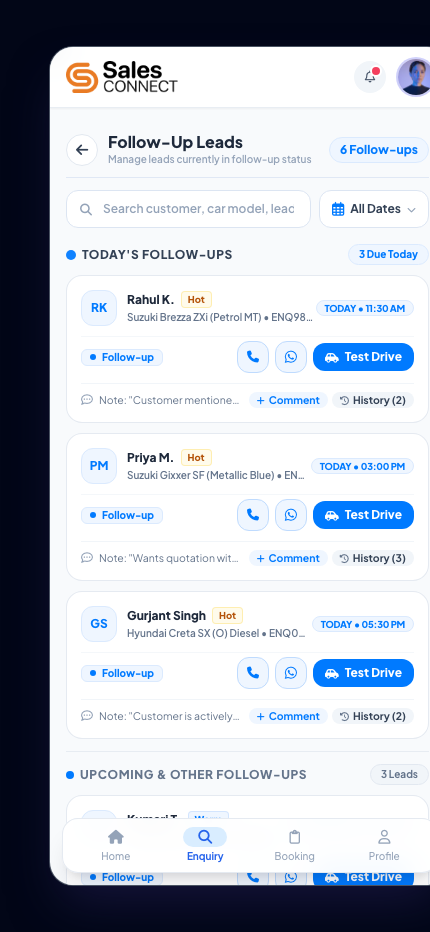 Sales
CONNECT
Follow-Up Leads
Manage leads currently in follow-up status
6 Follow-ups
Search customer, car model, leac
All Dates
TODAY'S FOLLOW-UPS
3 Due Today
RK
Rahul K.
Hot
Suzuki Brezza ZXi (Petrol MT) • ENQ98...
TODAY • 11:30 AM
Follow-up
Test Drive
Note: "Customer mentione...
+ Comment
History (2)
PM
Priya M.
Hot
Suzuki Gixxer SF (Metallic Blue) • EN...
TODAY • 03:00 PM
Follow-up
Test Drive
Note: "Wants quotation wit...
+ Comment
History (3)
GS
Gurjant Singh
Hot
Hyundai Creta SX (O) Diesel • ENQ0...
TODAY • 05:30 PM
Follow-up
Test Drive
Note: "Customer is actively...
+ Comment
History (2)
UPCOMING & OTHER FOLLOW-UPS
3 Leads
Home
Enquiry
Booking
Profile
Follow-up
Test Drive